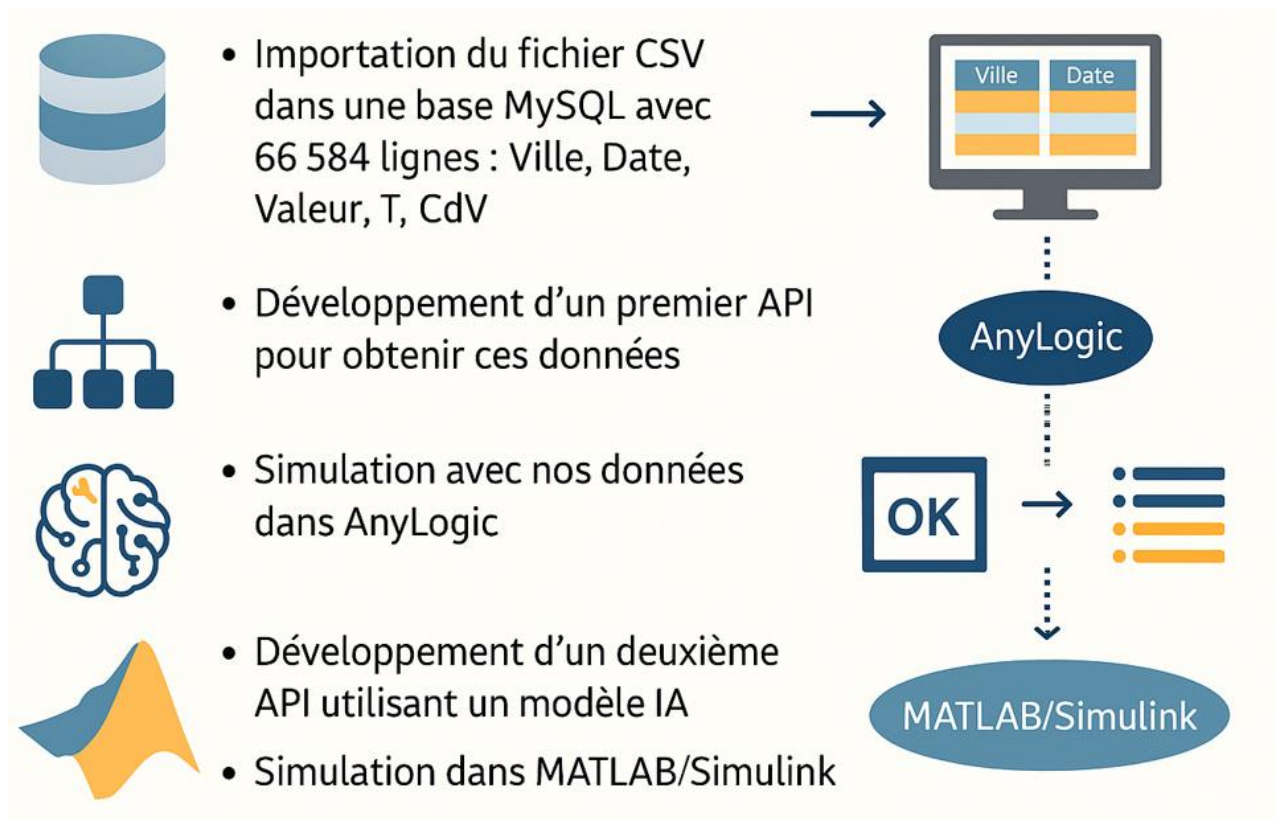 • Importation du fichier CSV
dans une base MySQL avec
66 584 lignes : Ville, Date,
Valeur, T, CdV
• Développement d'un premier API
pour obtenir ces données
• Simulation avec nos données
dans AnyLogic
• Développement d'un deuxième
API utilisant un modèle IA
• Simulation dans MATLAB/Simulink
Ville Date
AnyLogic
OK
MATLAB/Simulink